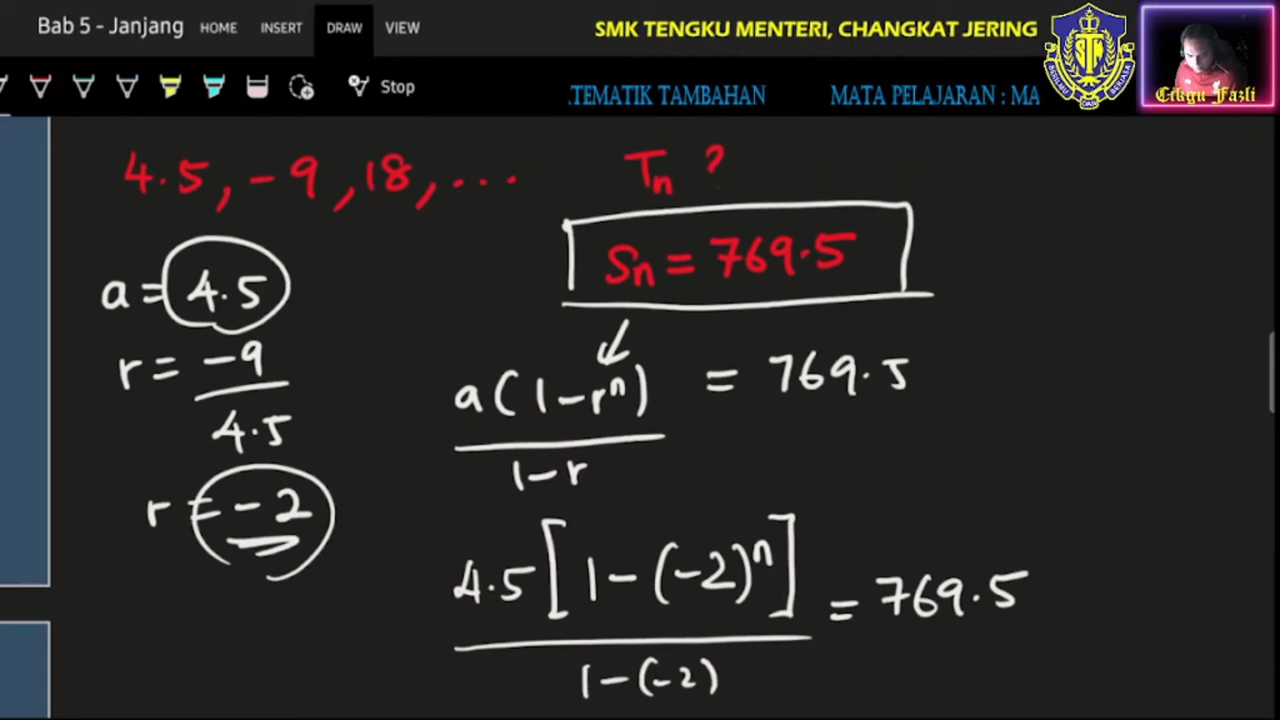 Bab 5 - Janjang HOME INSERT DRAW VIEW
SMK TENGKU MENTERI, CHANGKAT JERING
Stop
.TEMATIK TAMBAHAN MATA PELAJARAN : MA
Cikgu Fazli
4.5, -9, 18, ... Tn ?
Sn = 769.5
a = 4.5
r = -9/4.5
r = -2
a(1-r^n)/(1-r) = 769.5
4.5[1-(-2)^n]/(1-(-2)) = 769.5